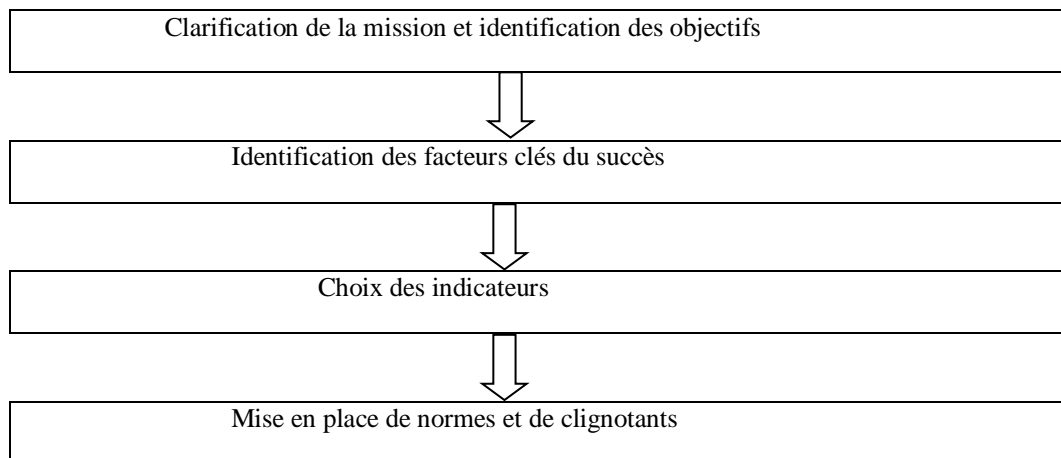 Clarification de la mission et identification des objectifs
Identification des facteurs clés du succès
Choix des indicateurs
Mise en place de normes et de clignotants